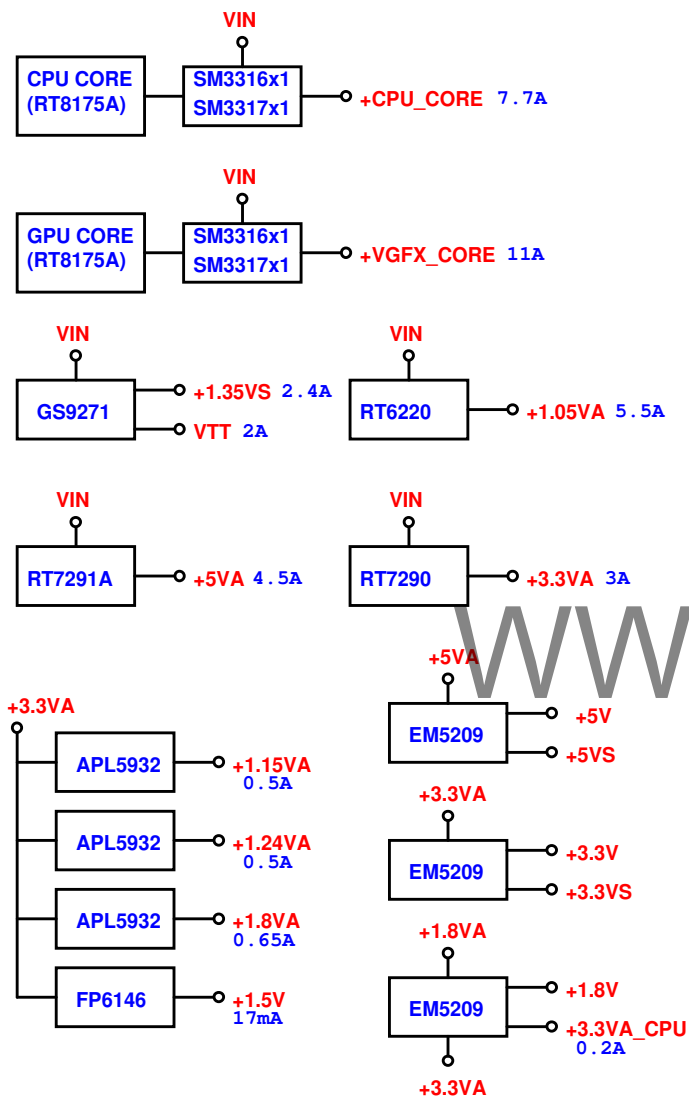 VIN
CPU CORE
(RT8175A)
SM3316x1
SM3317x1
+CPU_CORE 7.7A
VIN
GPU CORE
(RT8175A)
SM3316x1
SM3317x1
+VGFX_CORE 11A
VIN
GS9271
+1.35VS 2.4A
VTT 2A
VIN
RT6220
+1.05VA 5.5A
VIN
RT7291A
+5VA 4.5A
VIN
RT7290
+3.3VA 3A
WW
+3.3VA
APL5932
+1.15VA
0.5A
APL5932
+1.24VA
0.5A
APL5932
+1.8VA
0.65A
FP6146
+1.5V
17mA
+5VA
EM5209
+5V
+5VS
+3.3VA
EM5209
+3.3V
+3.3VS
+1.8VA
EM5209
+1.8V
+3.3VA_CPU
0.2A
+3.3VA